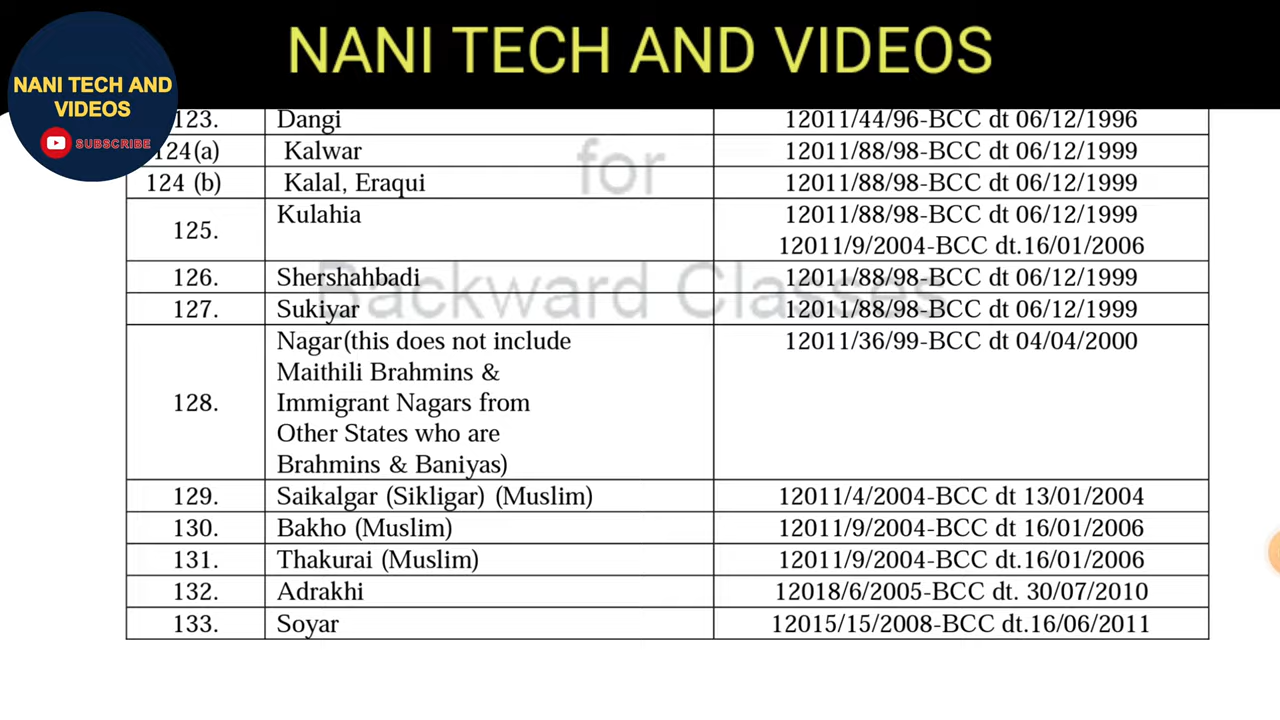 NANI TECH AND VIDEOS
NANI TECH AND
VIDEOS
SUBSCRIBE
for
Backward Classes
123. Dangi 12011/44/96-BCC dt 06/12/1996
124(a) Kalwar 12011/88/98-BCC dt 06/12/1999
124 (b) Kalal, Eraqui 12011/88/98-BCC dt 06/12/1999
125. Kulahia 12011/88/98-BCC dt 06/12/1999
12011/9/2004-BCC dt.16/01/2006
126. Shershahbadi 12011/88/98-BCC dt 06/12/1999
127. Sukiyar 12011/88/98-BCC dt 06/12/1999
128. Nagar(this does not include 12011/36/99-BCC dt 04/04/2000
Maithili Brahmins &
Immigrant Nagars from
Other States who are
Brahmins & Baniyas)
129. Saikalgar (Sikligar) (Muslim) 12011/4/2004-BCC dt 13/01/2004
130. Bakho (Muslim) 12011/9/2004-BCC dt 16/01/2006
131. Thakurai (Muslim) 12011/9/2004-BCC dt.16/01/2006
132. Adrakhi 12018/6/2005-BCC dt. 30/07/2010
133. Soyar 12015/15/2008-BCC dt.16/06/2011